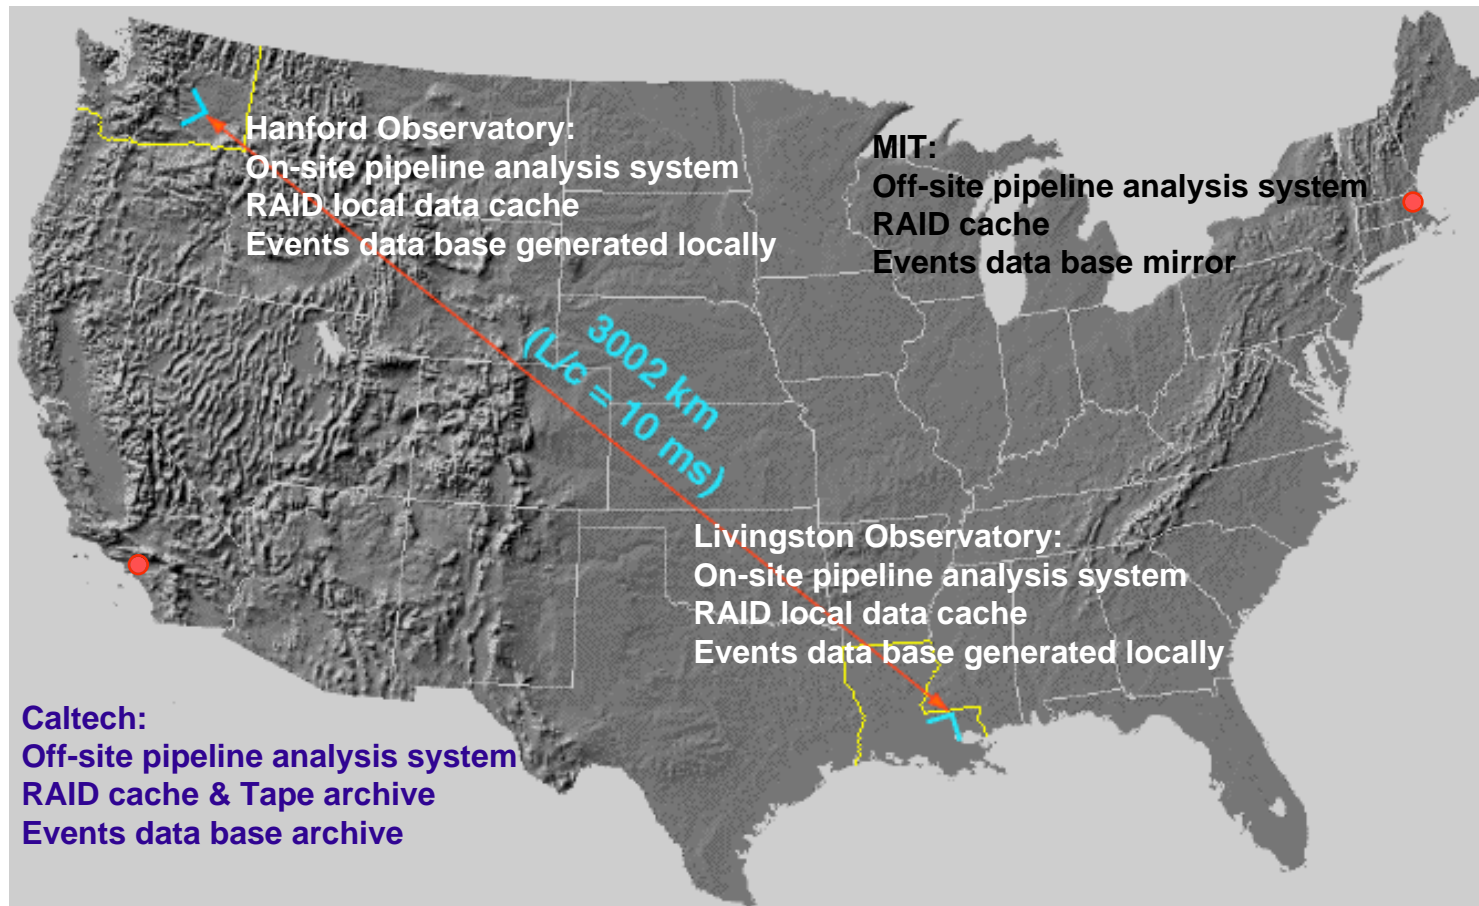 Hanford Observatory:
On-site pipeline analysis system
RAID local data cache
Events data base generated locally
MIT:
Off-site pipeline analysis system
RAID cache
Events data base mirror
3002 km
(L/c = 10 ms)
Livingston Observatory:
On-site pipeline analysis system
RAID local data cache
Events data base generated locally
Caltech:
Off-site pipeline analysis system
RAID cache & Tape archive
Events data base archive